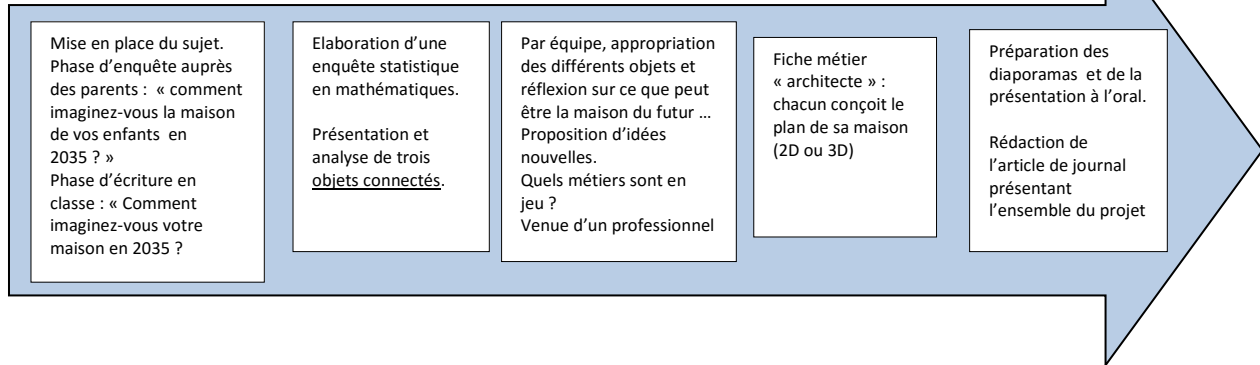 Mise en place du sujet.
Phase d’enquête auprès
des parents : « comment
imaginez-vous la maison
de vos enfants en
2035 ? »
Phase d’écriture en
classe : « Comment
imaginez-vous votre
maison en 2035 ?
Elaboration d’une
enquête statistique
en mathématiques.
Présentation et
analyse de trois
objets connectés.
Par équipe, appropriation
des différents objets et
réflexion sur ce que peut
être la maison du futur …
Proposition d’idées
nouvelles.
Quels métiers sont en
jeu ?
Venue d’un professionnel
Fiche métier
« architecte » :
chacun conçoit le
plan de sa maison
(2D ou 3D)
Préparation des
diaporamas et de la
présentation à l’oral.
Rédaction de
l’article de journal
présentant
l’ensemble du projet